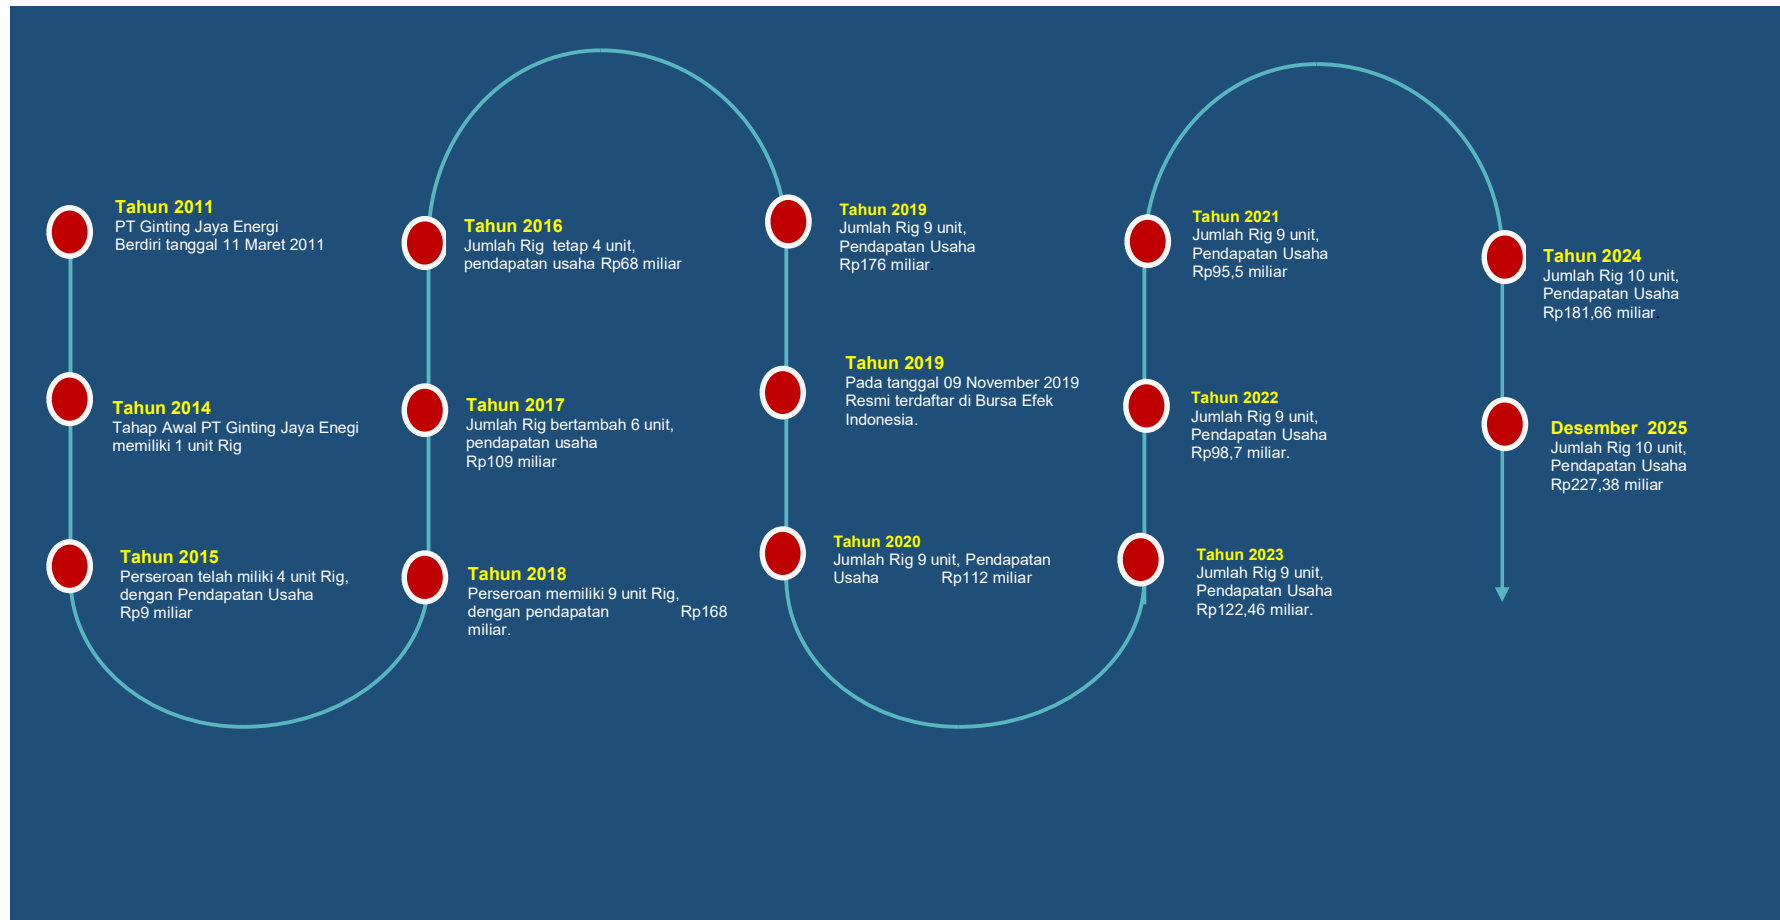 Tahun 2011
PT Ginting Jaya Energi
Berdiri tanggal 11 Maret 2011
Tahun 2014
Tahap Awal PT Ginting Jaya Enegi
memiliki 1 unit Rig
Tahun 2015
Perseroan telah miliki 4 unit Rig,
dengan Pendapatan Usaha
Rp9 miliar
Tahun 2016
Jumlah Rig tetap 4 unit,
pendapatan usaha Rp68 miliar
Tahun 2017
Jumlah Rig bertambah 6 unit,
pendapatan usaha
Rp109 miliar.
Tahun 2018
Perseroan memiliki 9 unit Rig,
dengan pendapatan Rp168
miliar.
Tahun 2019
Jumlah Rig 9 unit,
Pendapatan Usaha
Rp176 miliar.
Tahun 2019
Pada tanggal 09 November 2019
Resmi terdaftar di Bursa Efek
Indonesia.
Tahun 2020
Jumlah Rig 9 unit, Pendapatan
Usaha Rp112 miliar
Tahun 2021
Jumlah Rig 9 unit,
Pendapatan Usaha
Rp95,5 miliar
Tahun 2022
Jumlah Rig 9 unit,
Pendapatan Usaha
Rp98,7 miliar.
Tahun 2023
Jumlah Rig 9 unit,
Pendapatan Usaha
Rp122,46 miliar.
Tahun 2024
Jumlah Rig 10 unit,
Pendapatan Usaha
Rp181,66 miliar.
Desember 2025
Jumlah Rig 10 unit,
Pendapatan Usaha
Rp227,38 miliar